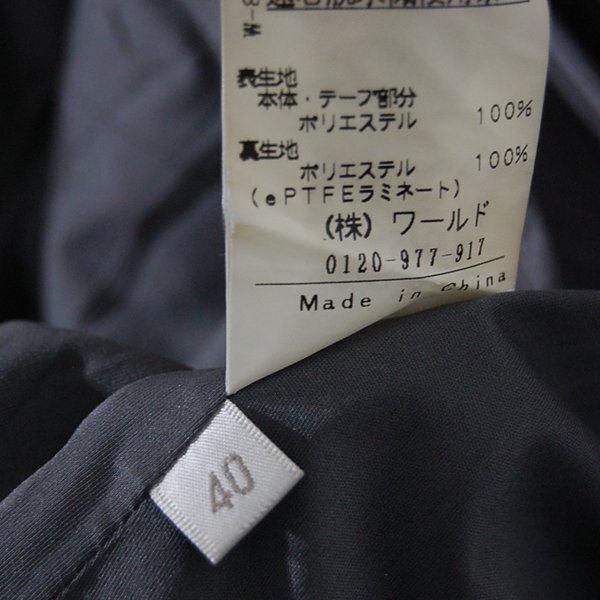 表生地
本体・テープ部分
ポリエステル 100%
裏生地
ポリエステル 100%
(ePTFEラミネート)
(株) ワールド
0120-977-917
Made in China
40